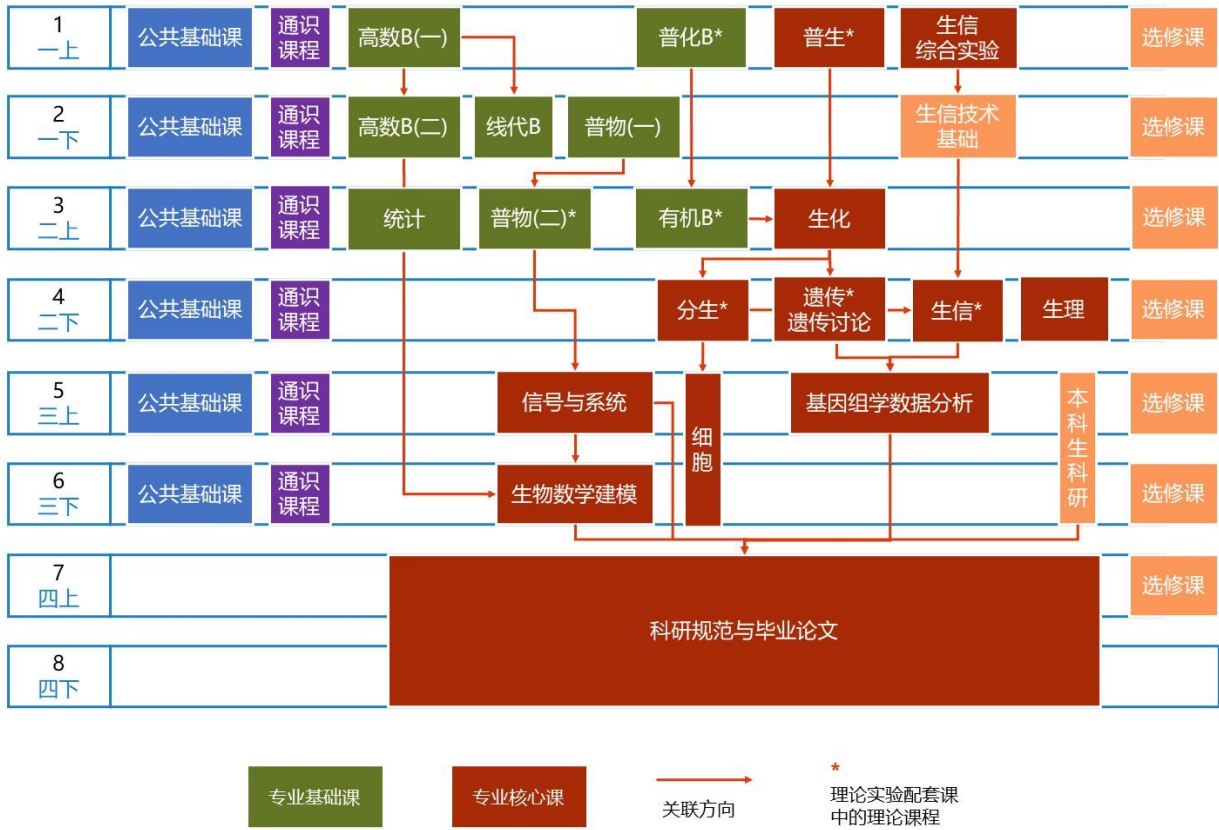 1
一上
公共基础课
通识
课程
高数B(一)
普化B*
普生*
生信
综合实验
选修课
2
一下
公共基础课
通识
课程
高数B(二)
线代B
普物(一)
生信技术
基础
选修课
3
二上
公共基础课
通识
课程
统计
普物(二)*
有机B*
生化
选修课
4
二下
公共基础课
通识
课程
分生*
遗传*
遗传讨论
生信*
生理
选修课
5
三上
公共基础课
通识
课程
信号与系统
细胞
基因组学数据分析
本科生科研
选修课
6
三下
公共基础课
通识
课程
生物数学建模
选修课
7
四上
科研规范与毕业论文
选修课
8
四下
专业基础课
专业核心课
关联方向
*
理论实验配套课
中的理论课程